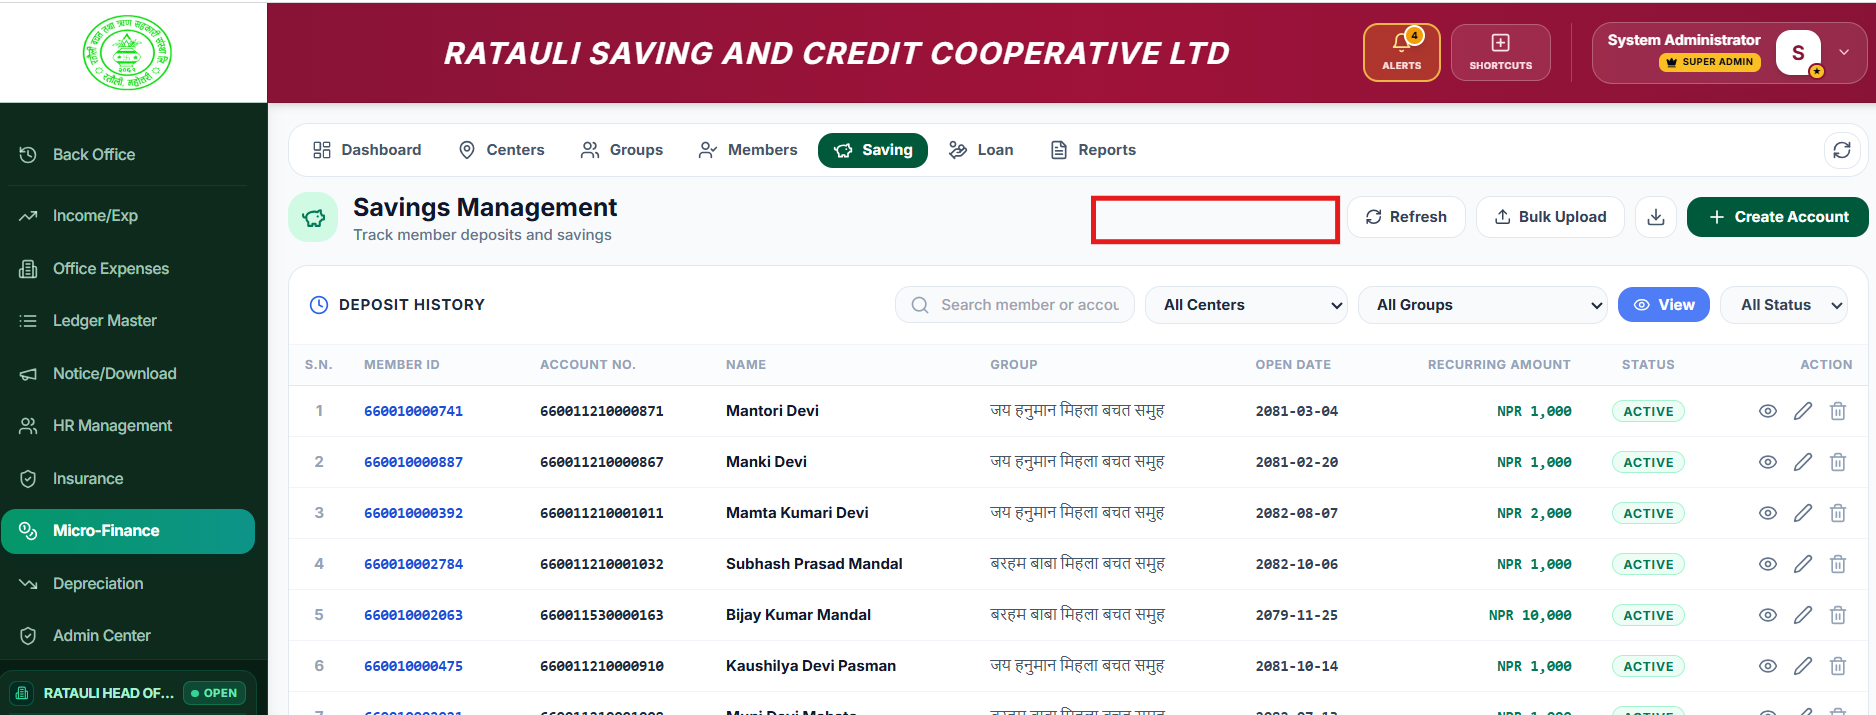 RATAULI SAVING AND CREDIT COOPERATIVE LTD
4
ALERTS
SHORTCUTS
System Administrator
SUPER ADMIN
S
Back Office
Income/Exp
Office Expenses
Ledger Master
Notice/Download
HR Management
Insurance
Micro-Finance
Depreciation
Admin Center
RATAULI HEAD OF...
OPEN
Dashboard
Centers
Groups
Members
Saving
Loan
Reports
Savings Management
Track member deposits and savings
Refresh
Bulk Upload
Create Account
DEPOSIT HISTORY
Search member or accou
All Centers
All Groups
View
All Status
S.N. MEMBER ID ACCOUNT NO. NAME GROUP OPEN DATE RECURRING AMOUNT STATUS ACTION
1 660010000741 660011210000871 Mantori Devi जय हनुमान मिहला बचत समुह 2081-03-04 NPR 1,000 ACTIVE
2 660010000887 660011210000867 Manki Devi जय हनुमान मिहला बचत समुह 2081-02-20 NPR 1,000 ACTIVE
3 660010000392 660011210001011 Mamta Kumari Devi जय हनुमान मिहला बचत समुह 2082-08-07 NPR 2,000 ACTIVE
4 660010002784 660011210001032 Subhash Prasad Mandal बरहम बाबा मिहला बचत समुह 2082-10-06 NPR 1,000 ACTIVE
5 660010002063 660011530000163 Bijay Kumar Mandal बरहम बाबा मिहला बचत समुह 2079-11-25 NPR 10,000 ACTIVE
6 660010000475 660011210000910 Kaushilya Devi Pasman जय हनुमान मिहला बचत समुह 2081-10-14 NPR 1,000 ACTIVE